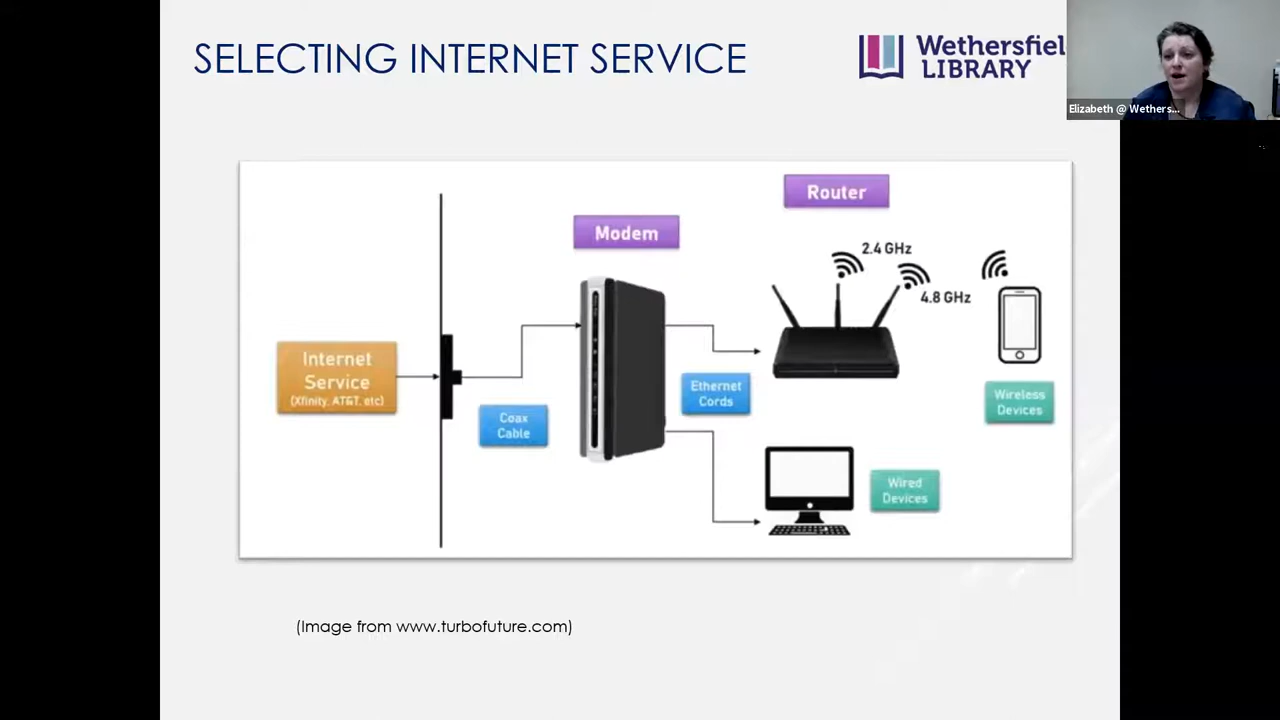 SELECTING INTERNET SERVICE
Wethersfiel
LIBRARY
Elizabeth @ Wethers...
Router
Modem
2.4 GHz
4.8 GHz
Internet
Service
(Xfinity, AT&T, etc)
Ethernet
Cords
Coax
Cable
Wireless
Devices
Wired
Devices
(Image from www.turbofuture.com)